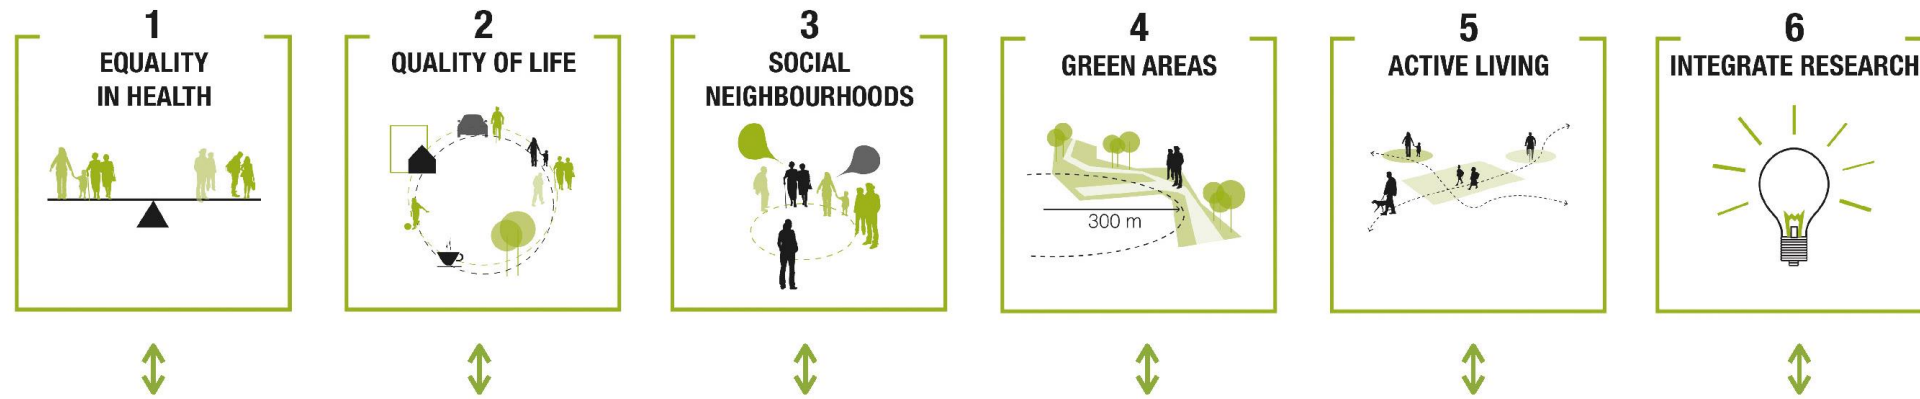 1
EQUALITY
IN HEALTH
2
QUALITY OF LIFE
3
SOCIAL
NEIGHBOURHOODS
4
GREEN AREAS
300 m
5
ACTIVE LIVING
6
INTEGRATE RESEARCH